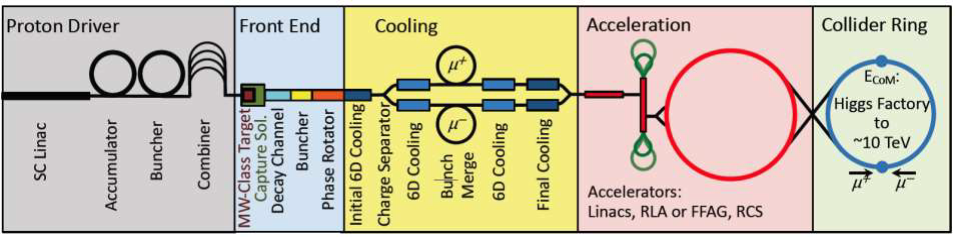 Proton Driver
Front End
Cooling
Acceleration
Collider Ring
SC Linac
Accumulator
Buncher
Combiner
MW-Class Target
Capture Sol.
Decay Channel
Buncher
Phase Rotator
Initial 6D Cooling
Charge Separator
6D Cooling
μ+
μ−
Bunch
Merge
6D Cooling
Final Cooling
Accelerators:
Linacs, RLA or FFAG, RCS
ECoM:
Higgs Factory
to
~10 TeV
μ+ μ−